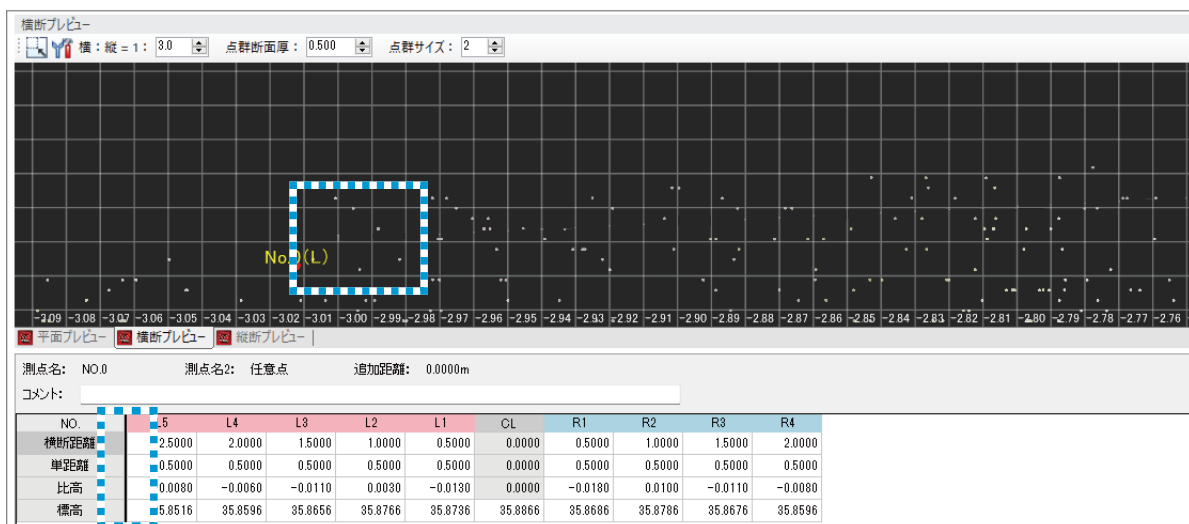 横断プレビュー
横：縦 = 1： 3.0 点群断面厚： 0.500 点群サイズ： 2
No.0(L)
-3.09 -3.08 -3.07 -3.06 -3.05 -3.04 -3.03 -3.02 -3.01 -3.00 -2.99 -2.98 -2.97 -2.96 -2.95 -2.94 -2.93 -2.92 -2.91 -2.90 -2.89 -2.88 -2.87 -2.86 -2.85 -2.84 -2.83 -2.82 -2.81 -2.80 -2.79 -2.78 -2.77 -2.76
平面プレビュー 横断プレビュー 縦断プレビュー
測点名： NO.0 測点名2： 任意点 追加距離： 0.0000m
コメント：
NO. L5 L4 L3 L2 L1 CL R1 R2 R3 R4
横断距離 2.5000 2.0000 1.5000 1.0000 0.5000 0.0000 0.5000 1.0000 1.5000 2.0000
単距離 0.5000 0.5000 0.5000 0.5000 0.5000 0.0000 0.5000 0.5000 0.5000 0.5000
比高 0.0080 -0.0060 -0.0110 0.0030 -0.0130 0.0000 -0.0180 0.0100 -0.0110 -0.0080
標高 35.8596 35.8656 35.8766 35.8736 35.8866 35.8686 35.8786 35.8676 35.8596